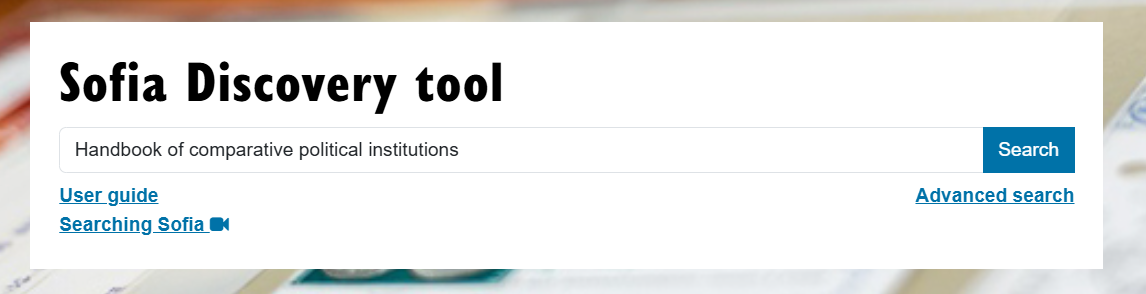 Sofia Discovery tool
Handbook of comparative political institutions
Search
User guide
Advanced search
Searching Sofia